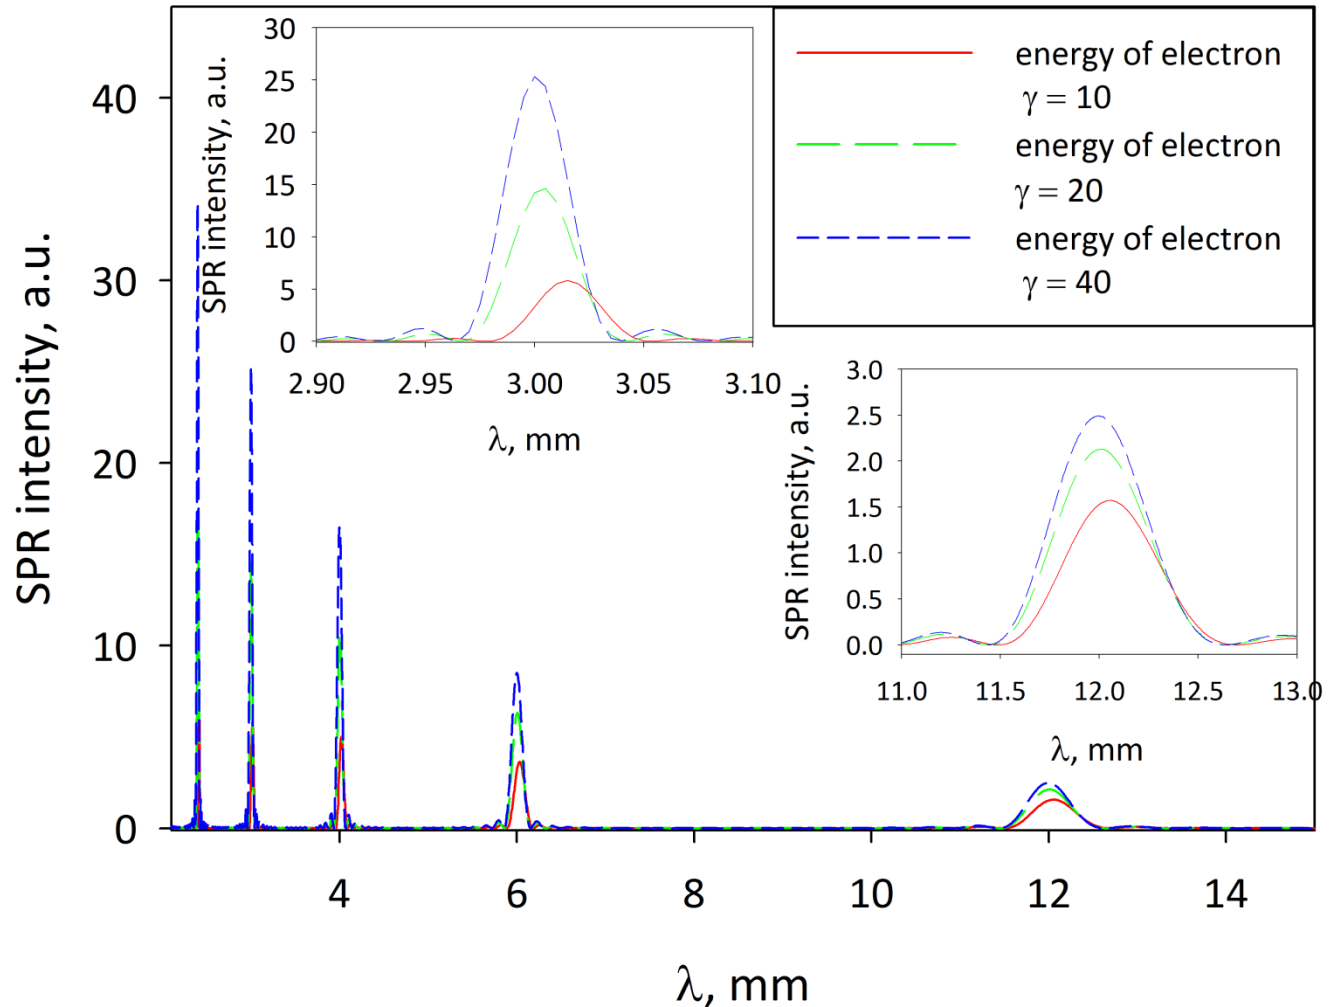 SPR intensity, a.u.
40
30
20
10
0
4
6
8
10
12
14
λ, mm
SPR intensity, a.u.
30
25
20
15
10
5
0
2.90
2.95
3.00
3.05
3.10
λ, mm
energy of electron
γ = 10
energy of electron
γ = 20
energy of electron
γ = 40
SPR intensity, a.u.
3.0
2.5
2.0
1.5
1.0
0.5
0.0
11.0
11.5
12.0
12.5
13.0
λ, mm